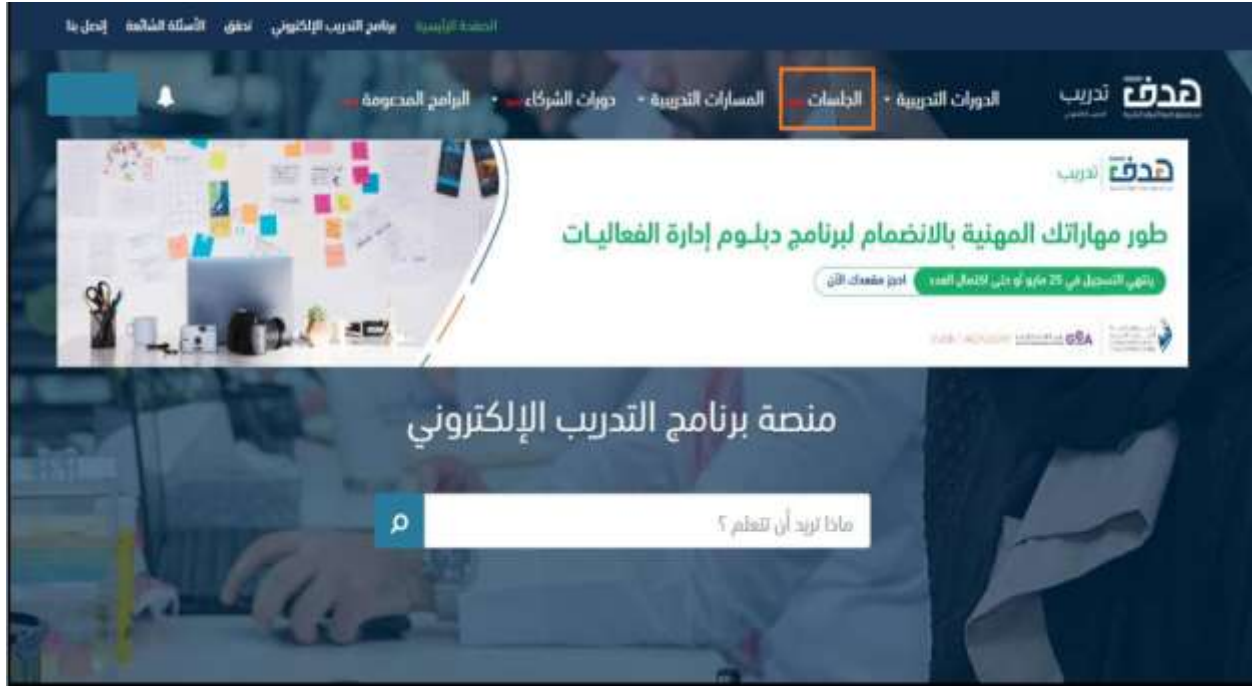 الصفحة الرئيسية برنامج التدريب الإلكتروني تحقق الأسئلة الشائعة إتصل بنا
هدف تدريب
الدورات التدريبية الجلسات المسارات التدريبية دورات الشركاء البرامج المدعومة
هدف تدريب
طور مهاراتك المهنية بالانضمام لبرنامج دبلـوم إدارة الفعاليـات
ينتهي التسجيل في 25 مايو أو حتى اكتمال العدد احجز مقعدك الآن
منصة برنامج التدريب الإلكتروني
ماذا تريد أن تتعلم ؟